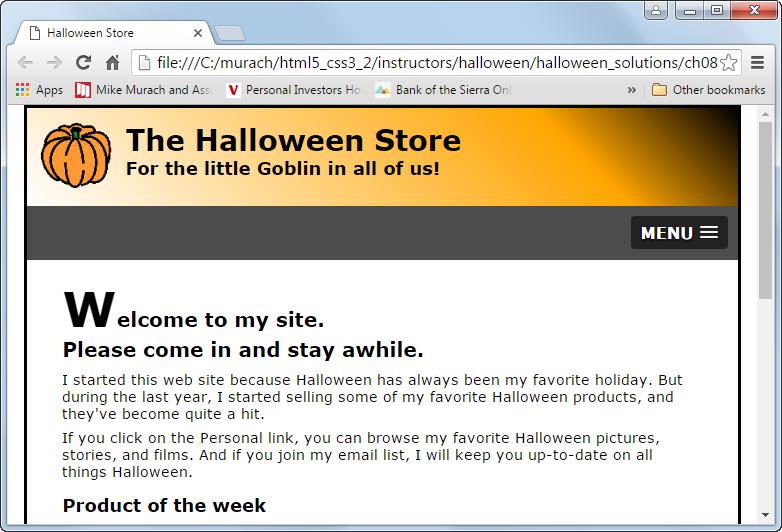 Halloween Store
file:///C:/murach/html5_css3_2/instructors/halloween/halloween_solutions/ch08
Apps Mike Murach and Ass Personal Investors Ho Bank of the Sierra Onl » Other bookmarks
The Halloween Store
For the little Goblin in all of us!
MENU
Welcome to my site.
Please come in and stay awhile.
I started this web site because Halloween has always been my favorite holiday. But
during the last year, I started selling some of my favorite Halloween products, and
they've become quite a hit.
If you click on the Personal link, you can browse my favorite Halloween pictures,
stories, and films. And if you join my email list, I will keep you up-to-date on all
things Halloween.
Product of the week